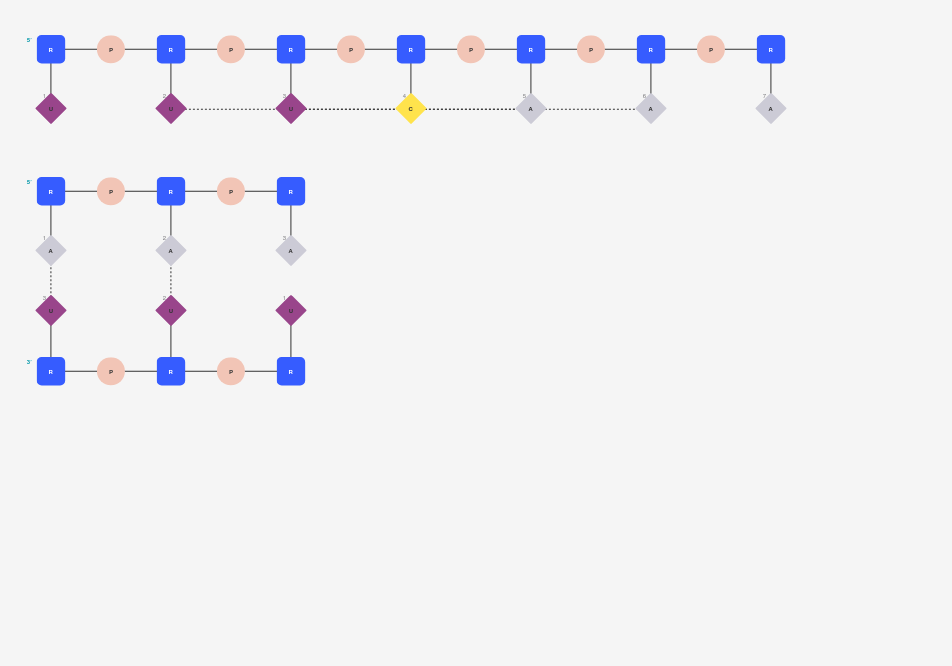 5' R P R P R P R P R P R P R
1 U 2 U 3 U 4 C 5 A 6 A 7 A
5' R P R P R
1 A 2 A 3 A
3 U 2 U 1 U
3' R P R P R